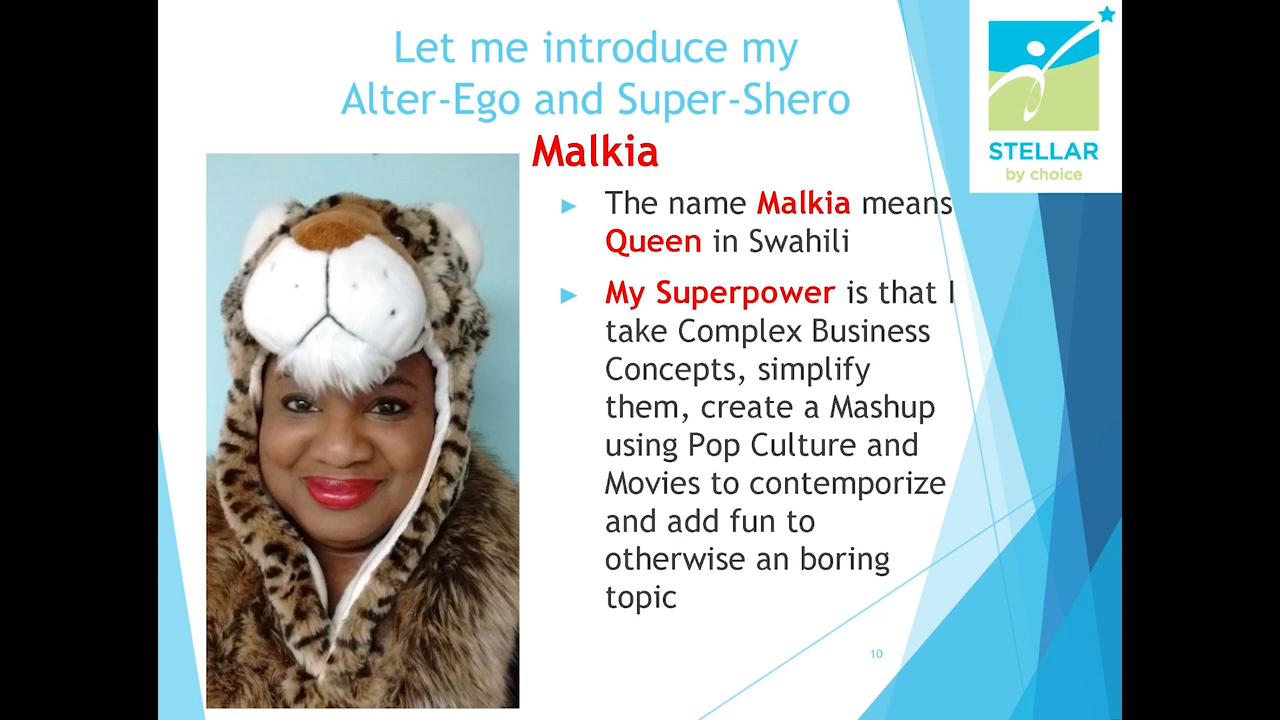 Let me introduce my
Alter-Ego and Super-Shero
Malkia
The name Malkia means
Queen in Swahili
My Superpower is that I
take Complex Business
Concepts, simplify
them, create a Mashup
using Pop Culture and
Movies to contemporize
and add fun to
otherwise an boring
topic
STELLAR
by choice
10